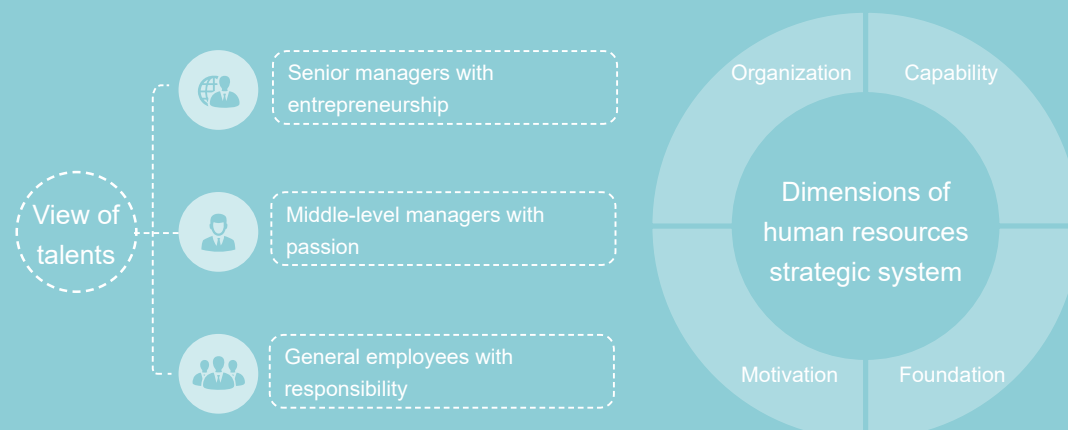 View of
talents
Senior managers with
entrepreneurship
Middle-level managers with
passion
General employees with
responsibility
Organization
Capability
Dimensions of
human resources
strategic system
Motivation
Foundation